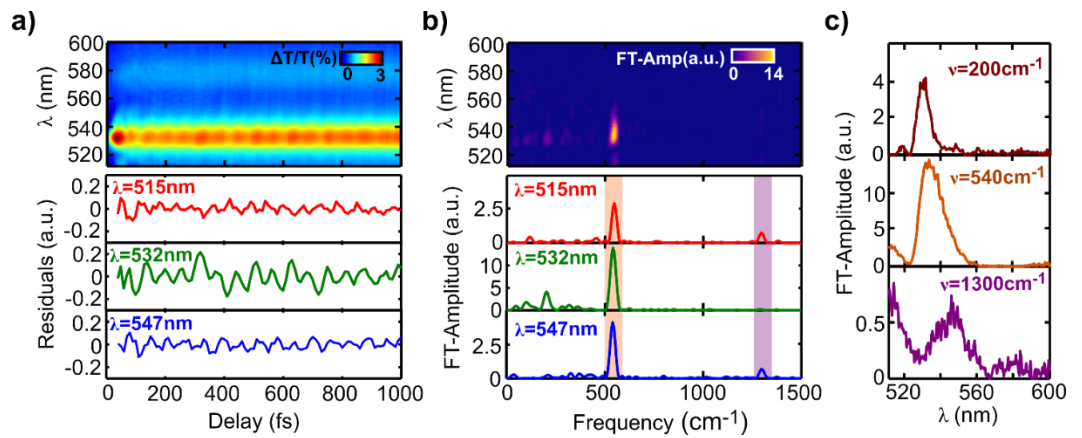 a)
600
580
560
540
520
λ (nm)
ΔT/T(%)
0 3
λ=515nm
0.2
0
-0.2
λ=532nm
0.2
0
-0.2
λ=547nm
0.2
0
-0.2
Residuals (a.u.)
0 200 400 600 800 1000
Delay (fs)
b)
600
580
560
540
520
λ (nm)
FT-Amp(a.u.)
0 14
λ=515nm
2.5
0
λ=532nm
10
5
0
λ=547nm
2.5
0
FT-Amplitude (a.u.)
0 500 1000 1500
Frequency (cm⁻¹)
c)
ν=200cm⁻¹
4
2
0
ν=540cm⁻¹
10
5
0
ν=1300cm⁻¹
0.5
0
FT-Amplitude (a.u.)
520 560 600
λ (nm)